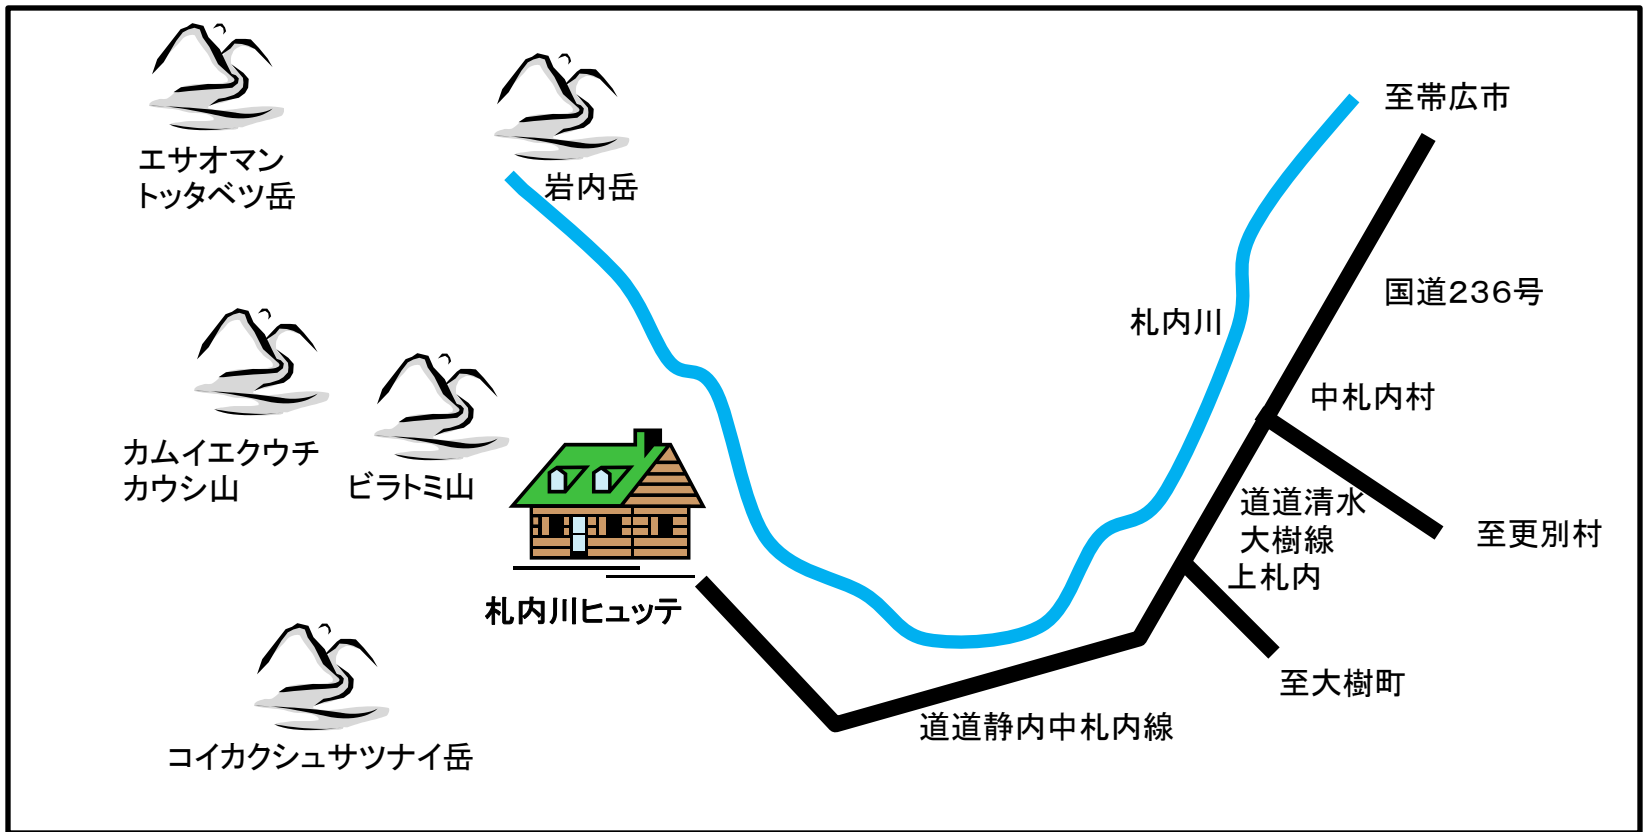 至帯広市
エサオマン
トッタベツ岳
岩内岳
国道236号
札内川
中札内村
カムイエクウチ
カウシ山
ビラトミ山
道道清水
大樹線
上札内
至更別村
札内川ヒュッテ
至大樹町
道道静内中札内線
コイカクシュサツナイ岳